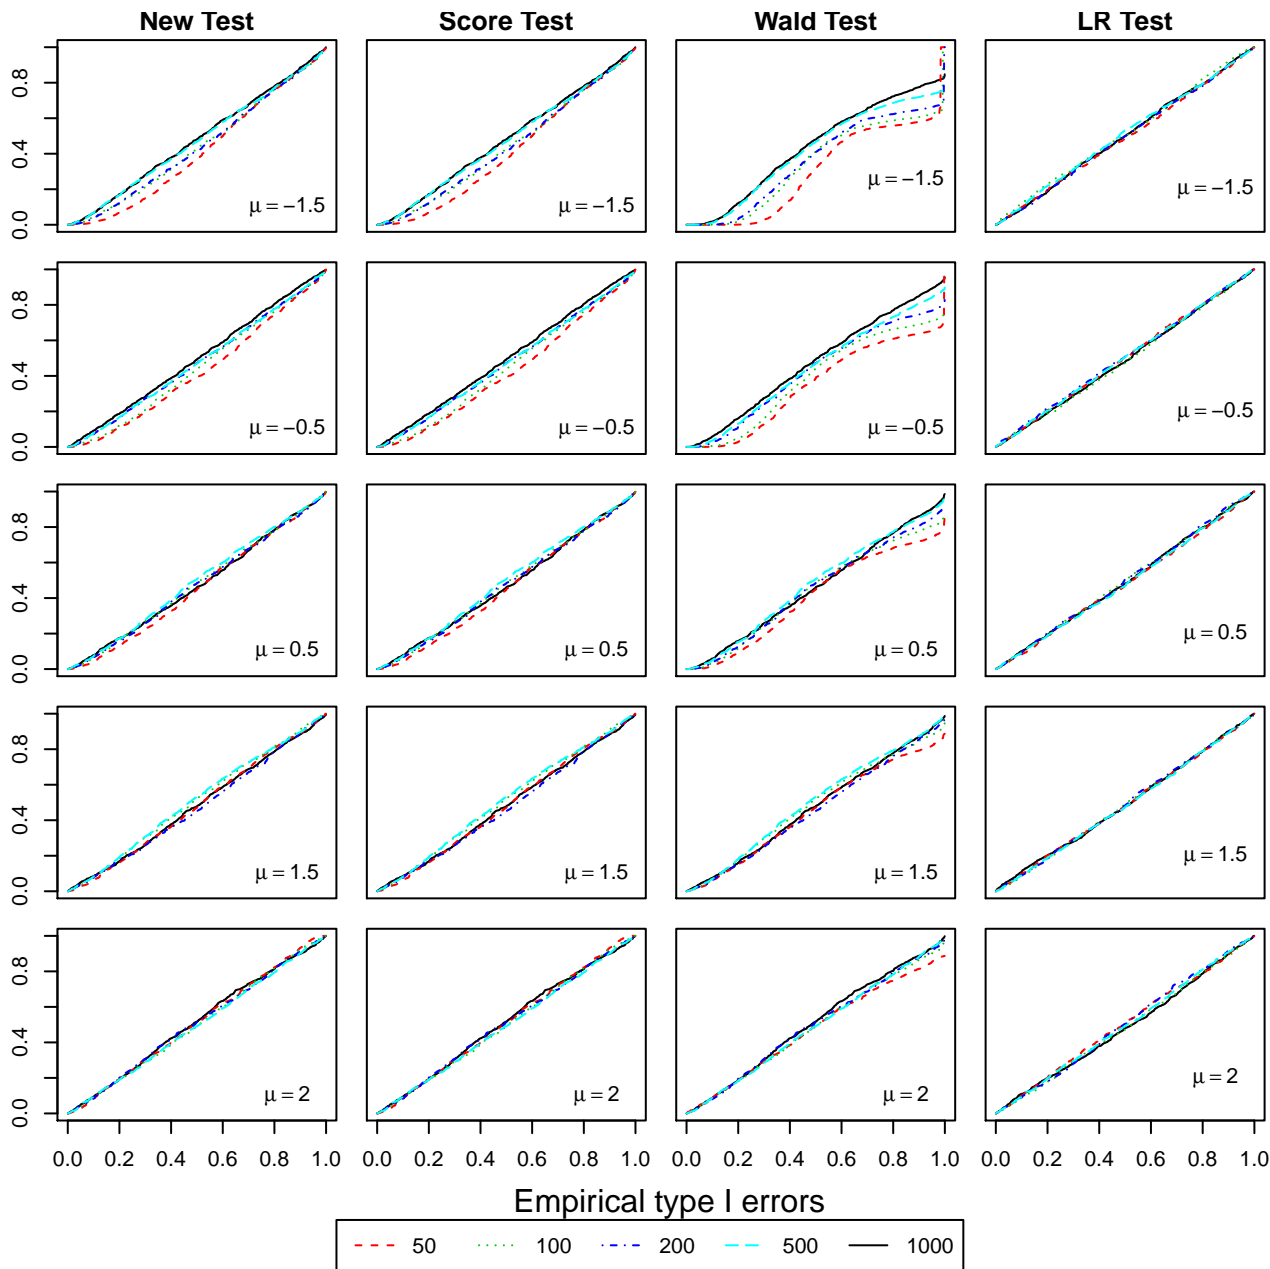 New Test Score Test Wald Test LR Test
0.0 0.4 0.8
μ = −1.5 μ = −1.5 μ = −1.5 μ = −1.5
0.0 0.4 0.8
μ = −0.5 μ = −0.5 μ = −0.5 μ = −0.5
0.0 0.4 0.8
μ = 0.5 μ = 0.5 μ = 0.5 μ = 0.5
0.0 0.4 0.8
μ = 1.5 μ = 1.5 μ = 1.5 μ = 1.5
0.0 0.4 0.8
μ = 2 μ = 2 μ = 2 μ = 2
0.0 0.2 0.4 0.6 0.8 1.0 0.0 0.2 0.4 0.6 0.8 1.0 0.0 0.2 0.4 0.6 0.8 1.0 0.0 0.2 0.4 0.6 0.8 1.0
Empirical type I errors
50 100 200 500 1000